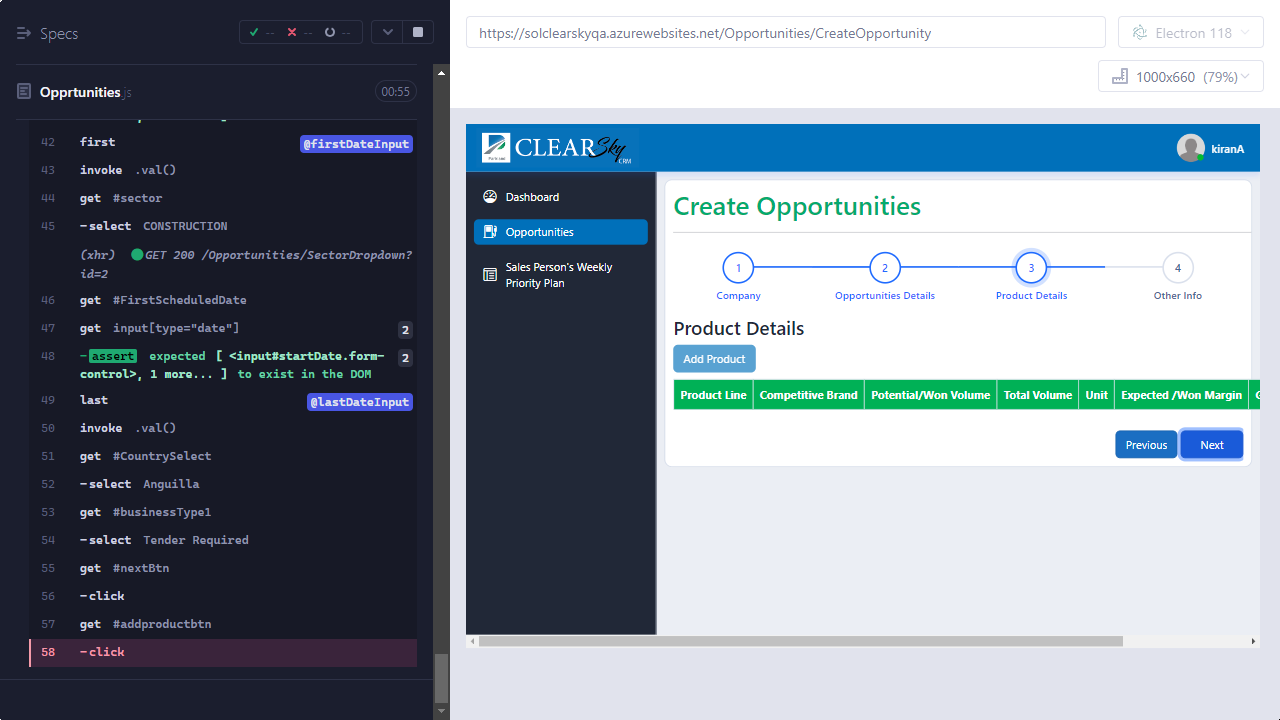 Specs
--
--
--
Opprtunities.js
00:55
42 first @firstDateInput
43 invoke .val()
44 get #sector
45 -select CONSTRUCTION
(xhr) GET 200 /Opportunities/SectorDropdown?
id=2
46 get #FirstScheduledDate
47 get input[type="date"] 2
48 -assert expected [ <input#startDate.form-
control>, 1 more... ] to exist in the DOM 2
49 last @lastDateInput
50 invoke .val()
51 get #CountrySelect
52 -select Anguilla
53 get #businessType1
54 -select Tender Required
55 get #nextBtn
56 -click
57 get #addproductbtn
58 -click
https://solclearskyqa.azurewebsites.net/Opportunities/CreateOpportunity
Electron 118
1000x660 (79%)
CLEARSky
CRM
kiranA
Dashboard
Opportunities
Sales Person's Weekly
Priority Plan
Create Opportunities
1 2 3 4
Company Opportunities Details Product Details Other Info
Product Details
Add Product
Product Line Competitive Brand Potential/Won Volume Total Volume Unit Expected /Won Margin
Previous Next